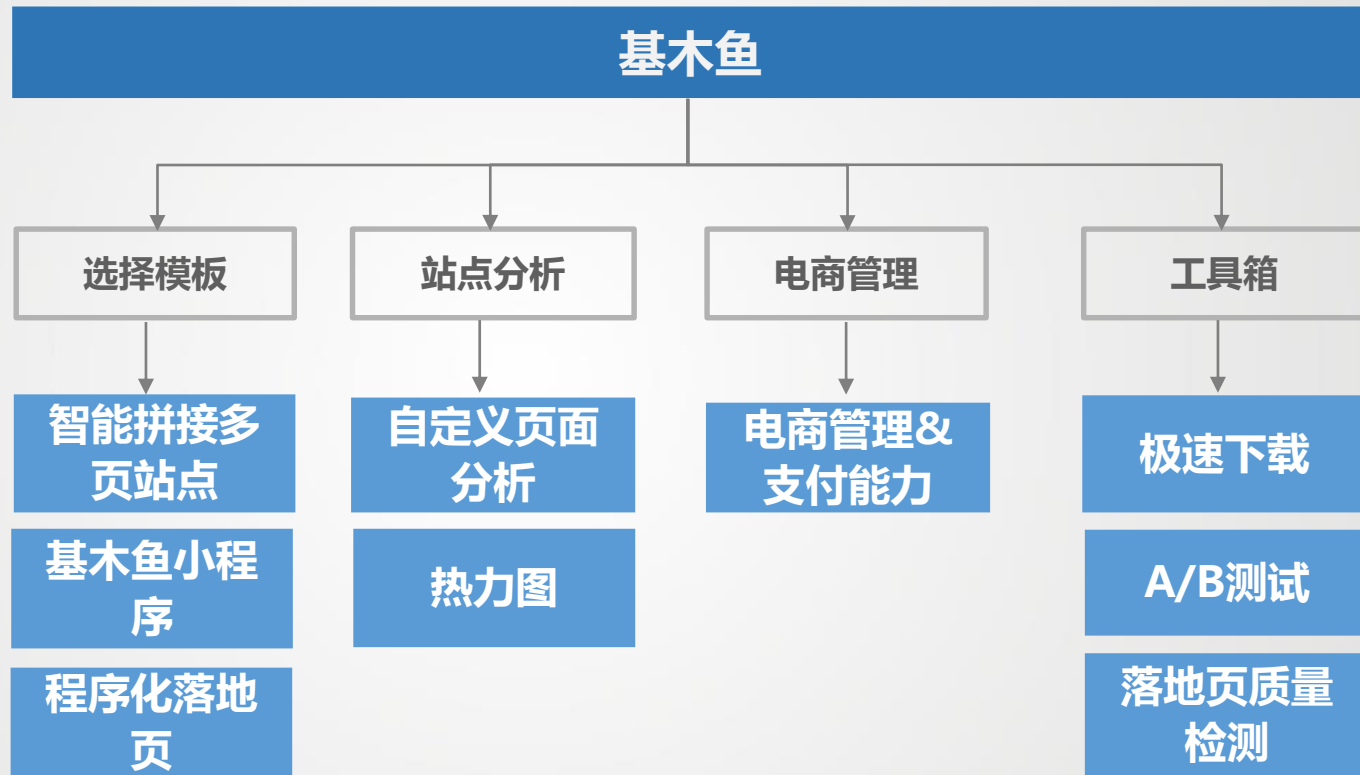 基木鱼
选择模板
站点分析
电商管理
工具箱
智能拼接多
页站点
自定义页面
分析
电商管理&
支付能力
极速下载
基木鱼小程
序
热力图
A/B测试
程序化落地
页
落地页质量
检测